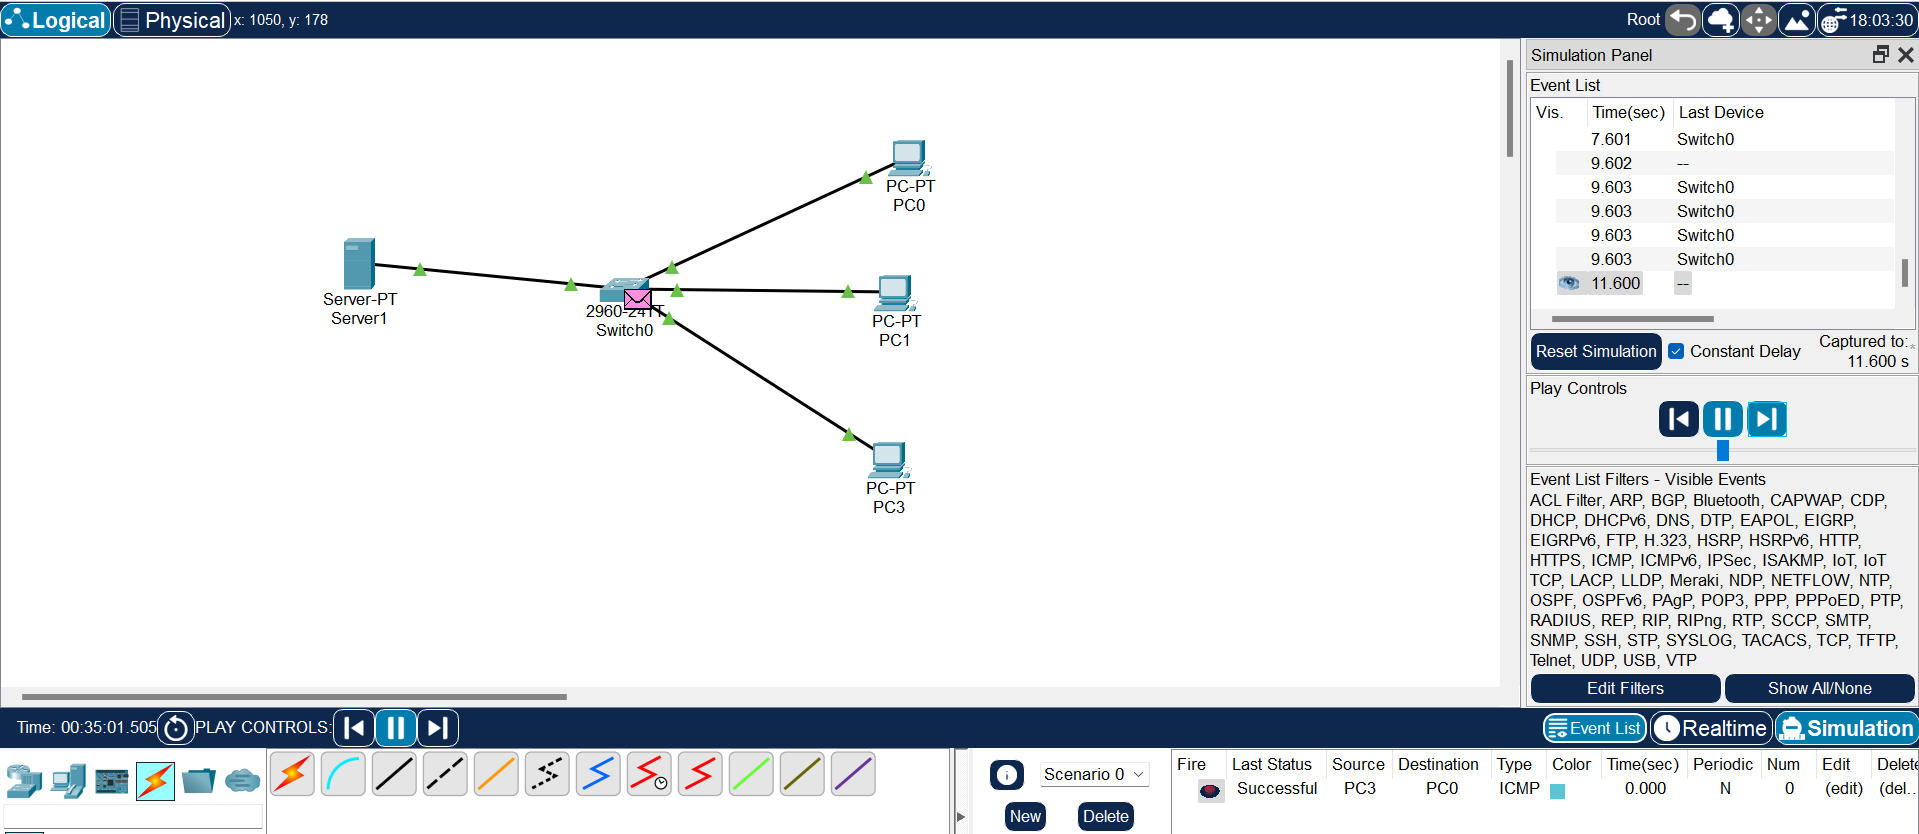 Logical Physical x: 1050, y: 178 Root 18:03:30
Simulation Panel
Event List
Vis. Time(sec) Last Device
7.601 Switch0
9.602 --
9.603 Switch0
9.603 Switch0
9.603 Switch0
9.603 Switch0
11.600 --
Reset Simulation Constant Delay Captured to:
11.600 s
Play Controls
Event List Filters - Visible Events
ACL Filter, ARP, BGP, Bluetooth, CAPWAP, CDP,
DHCP, DHCPv6, DNS, DTP, EAPOL, EIGRP,
EIGRPv6, FTP, H.323, HSRP, HSRPv6, HTTP,
HTTPS, ICMP, ICMPv6, IPSec, ISAKMP, IoT, IoT
TCP, LACP, LLDP, Meraki, NDP, NETFLOW, NTP,
OSPF, OSPFv6, PAgP, POP3, PPP, PPPoED, PTP,
RADIUS, REP, RIP, RIPng, RTP, SCCP, SMTP,
SNMP, SSH, STP, SYSLOG, TACACS, TCP, TFTP,
Telnet, UDP, USB, VTP
Edit Filters Show All/None
PC-PT
PC0
Server-PT
Server1
2960-24TT
Switch0
PC-PT
PC1
PC-PT
PC3
Time: 00:35:01.505 PLAY CONTROLS: Event List Realtime Simulation
Scenario 0
New Delete
Fire Last Status Source Destination Type Color Time(sec) Periodic Num Edit Delete
Successful PC3 PC0 ICMP 0.000 N 0 (edit) (del..